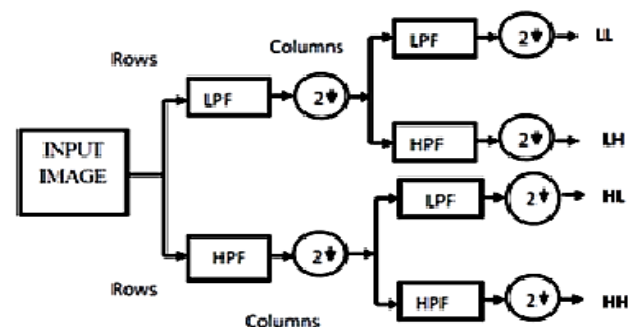 Rows
Columns
LPF
2
LPF
2
LL
HPF
2
LH
INPUT
IMAGE
HPF
2
LPF
2
HL
HPF
2
HH
Rows
Columns